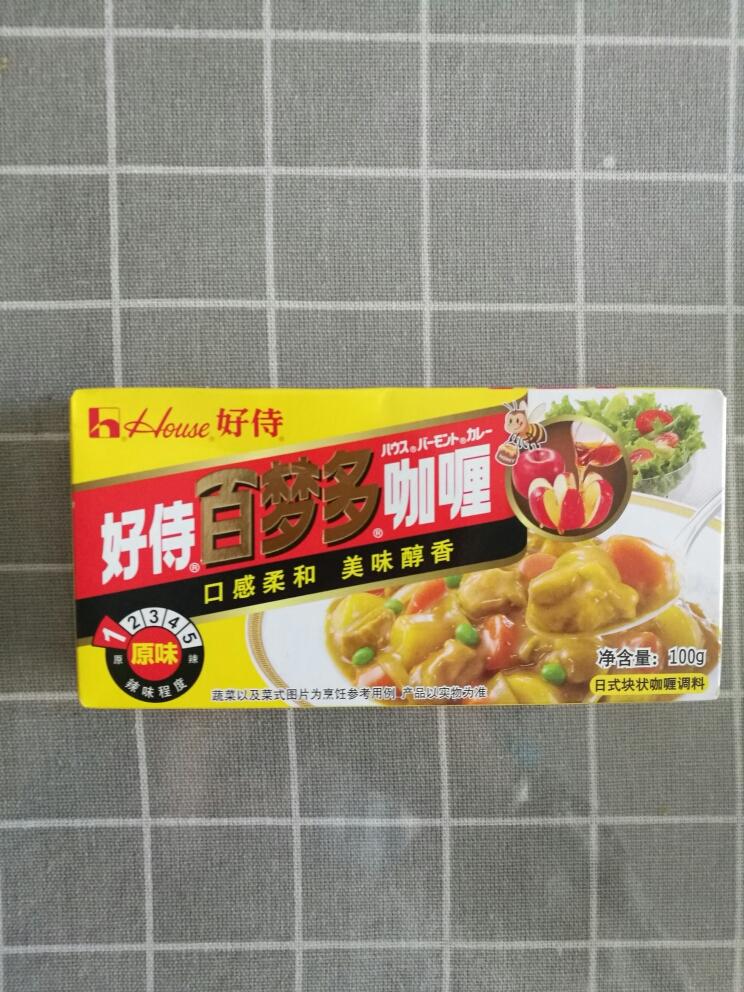 House 好侍
ハウス®バーモント®カレー
好侍®百梦多®咖喱
口感柔和 美味醇香
1 2 3 4 5
原 原味 辣
辣味程度
净含量：100g
日式块状咖喱调料
蔬菜以及菜式图片为烹饪参考用例 产品以实物为准